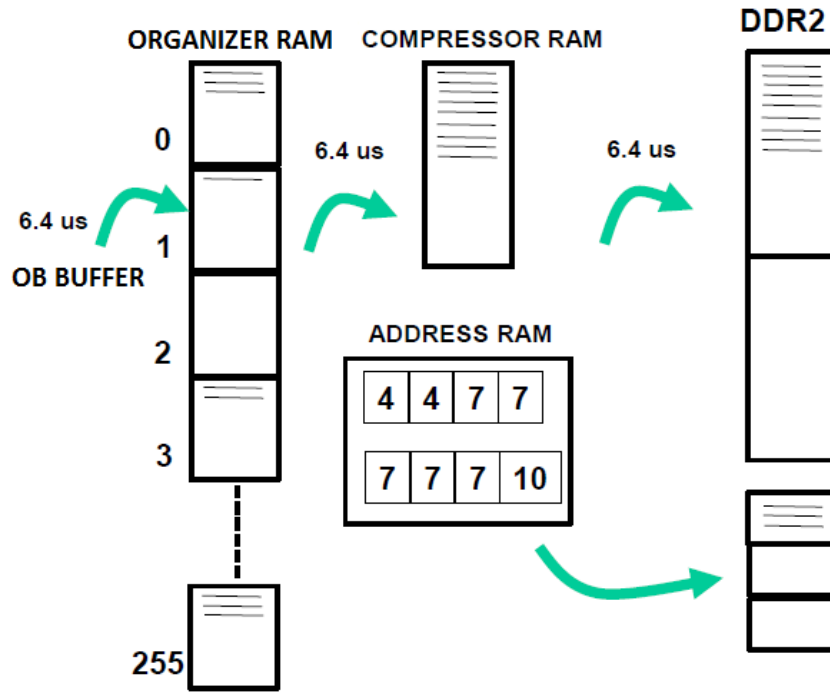 ORGANIZER RAM
COMPRESSOR RAM
DDR2
0
6.4 us
6.4 us
6.4 us
1
OB BUFFER
2
ADDRESS RAM
4 4 7 7
3
7 7 7 10
255